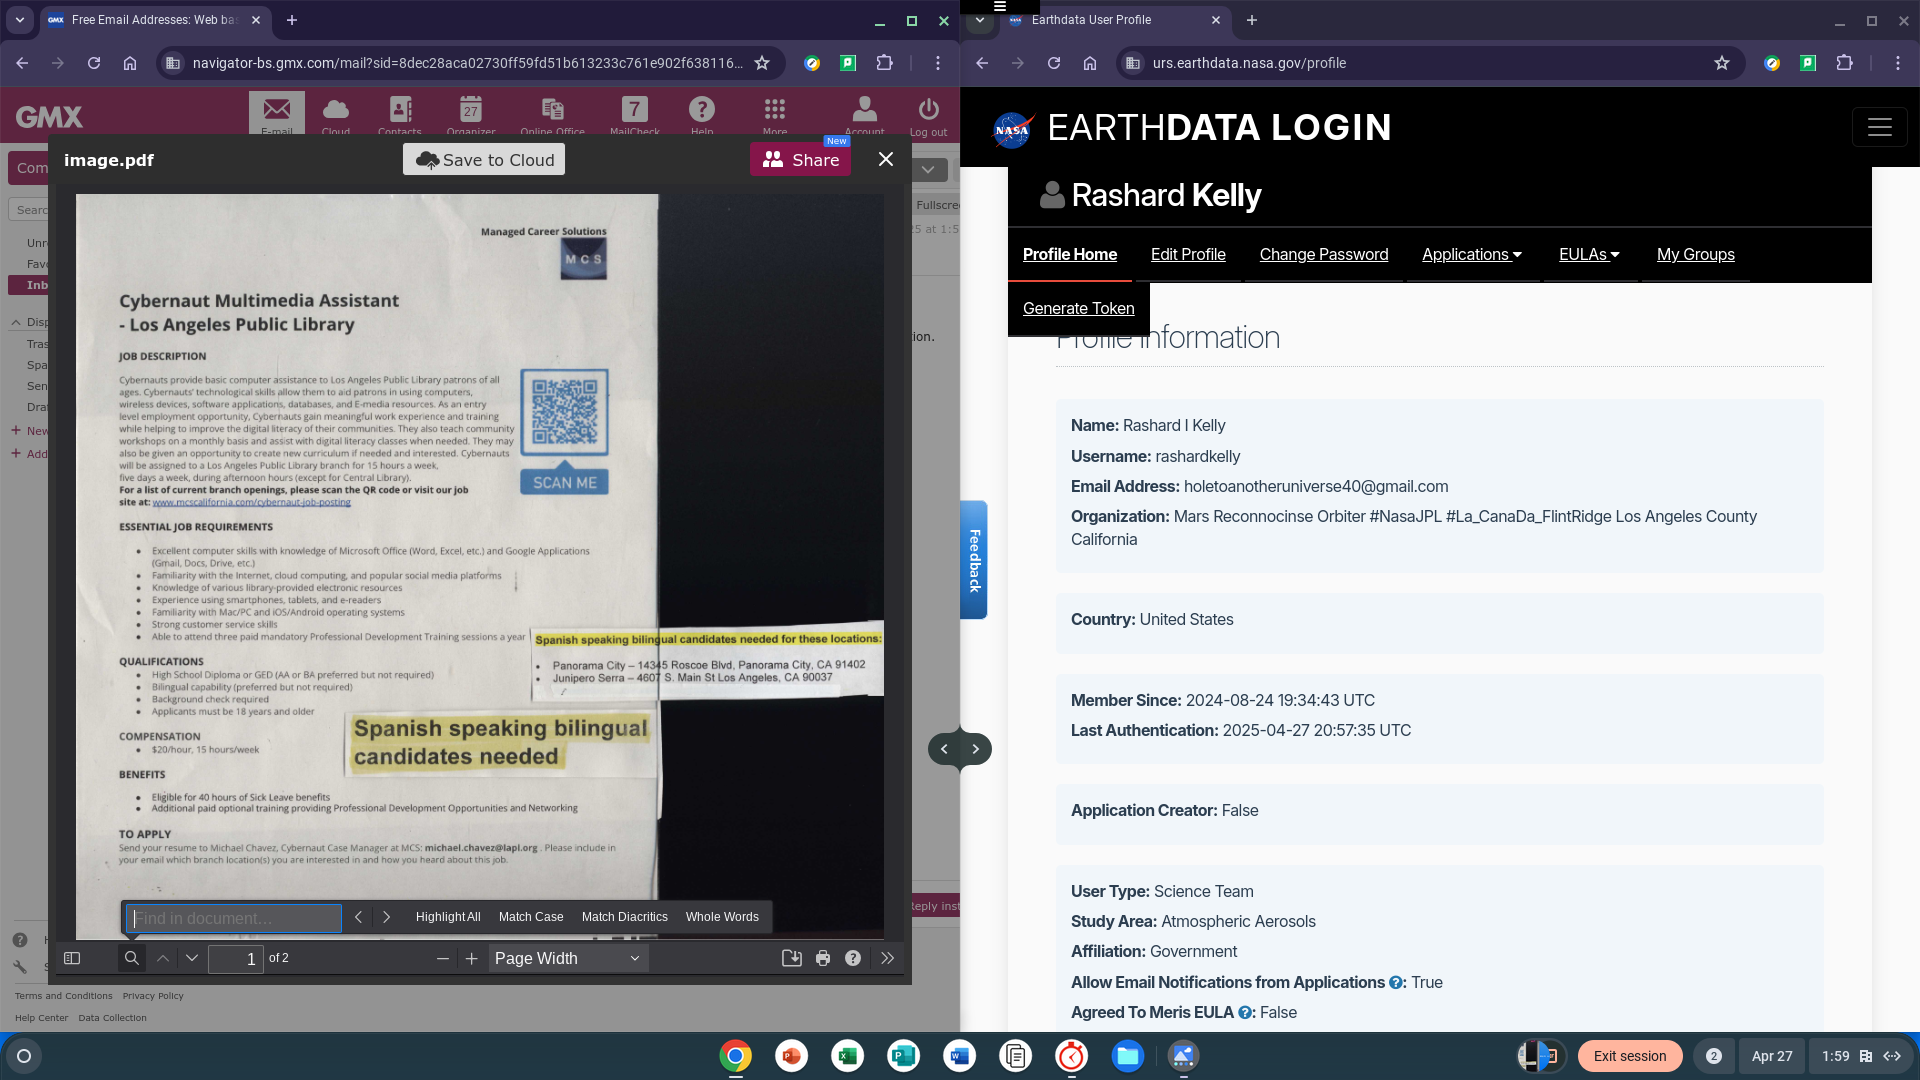 Free Email Addresses: Web ba
navigator-bs.gmx.com/mail?sid=8dec28aca02730ff59fd51b613233c761e902f638116...
GMX
E-mail
Cloud
Contacts
27
Organizer
Online Office
7
MailCheck
Help
More
Account
Log out
image.pdf
Save to Cloud
New
Share
Com
Searc
Fullscre
25 at 1:5
Unr
Favo
Inb
Disp
Tras
Spa
Sen
Draf
New
Add
tion.
Reply inst
Managed Career Solutions
MCS
Cybernaut Multimedia Assistant
- Los Angeles Public Library
JOB DESCRIPTION
Cybernauts provide basic computer assistance to Los Angeles Public Library patrons of all
ages. Cybernauts' technological skills allow them to aid patrons in using computers,
wireless devices, software applications, databases, and E-media resources. As an entry
level employment opportunity, Cybernauts gain meaningful work experience and training
while helping to improve the digital literacy of their communities. They also teach community
workshops on a monthly basis and assist with digital literacy classes when needed. They may
also be given an opportunity to create new curriculum if needed and interested. Cybernauts
will be assigned to a Los Angeles Public Library branch for 15 hours a week,
five days a week, during afternoon hours (except for Central Library).
For a list of current branch openings, please scan the QR code or visit our job
site at: www.mcscalifornia.com/cybernaut-job-posting
SCAN ME
ESSENTIAL JOB REQUIREMENTS
• Excellent computer skills with knowledge of Microsoft Office (Word, Excel, etc.) and Google Applications
(Gmail, Docs, Drive, etc.)
• Familiarity with the Internet, cloud computing, and popular social media platforms
• Knowledge of various library-provided electronic resources
• Experience using smartphones, tablets, and e-readers
• Familiarity with Mac/PC and iOS/Android operating systems
• Strong customer service skills
• Able to attend three paid mandatory Professional Development Training sessions a year
Spanish speaking bilingual candidates needed for these locations:
• Panorama City – 14345 Roscoe Blvd, Panorama City, CA 91402
• Junipero Serra – 4607 S. Main St Los Angeles, CA 90037
QUALIFICATIONS
• High School Diploma or GED (AA or BA preferred but not required)
• Bilingual capability (preferred but not required)
• Background check required
• Applicants must be 18 years and older
Spanish speaking bilingual
candidates needed
COMPENSATION
• $20/hour, 15 hours/week
BENEFITS
• Eligible for 40 hours of Sick Leave benefits
• Additional paid optional training providing Professional Development Opportunities and Networking
TO APPLY
Send your resume to Michael Chavez, Cybernaut Case Manager at MCS: michael.chavez@lapl.org . Please include in
your email which branch location(s) you are interested in and how you heard about this job.
Find in document...
Highlight All
Match Case
Match Diacritics
Whole Words
1 of 2
Page Width
Terms and Conditions Privacy Policy
Help Center Data Collection
Earthdata User Profile
urs.earthdata.nasa.gov/profile
NASA
EARTHDATA LOGIN
Rashard Kelly
Profile Home
Edit Profile
Change Password
Applications
EULAs
My Groups
Generate Token
Profile Information
Name: Rashard I Kelly
Username: rashardkelly
Email Address: holetoanotheruniverse40@gmail.com
Organization: Mars Reconnocinse Orbiter #NasaJPL #La_CanaDa_FlintRidge Los Angeles County
California
Feedback
Country: United States
Member Since: 2024-08-24 19:34:43 UTC
Last Authentication: 2025-04-27 20:57:35 UTC
Application Creator: False
User Type: Science Team
Study Area: Atmospheric Aerosols
Affiliation: Government
Allow Email Notifications from Applications ?: True
Agreed To Meris EULA ?: False
Exit session
2
Apr 27
1:59